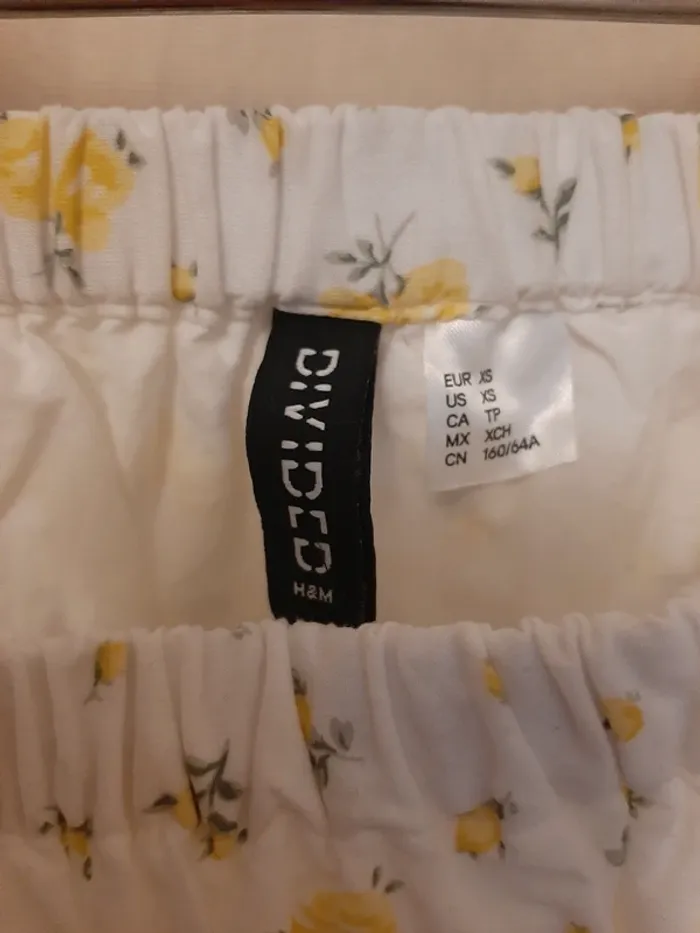 DIVIDED
H&M
EUR XS
US XS
CA TP
MX XCH
CN 160/64A